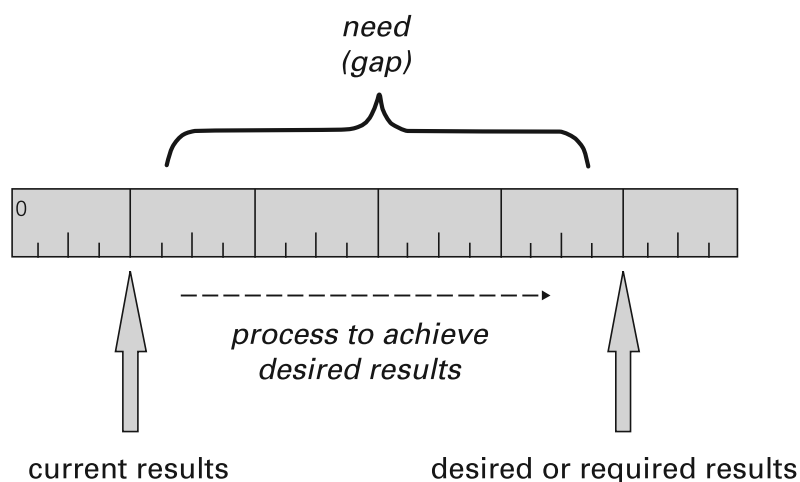 need
(gap)
0
process to achieve
desired results
current results
desired or required results